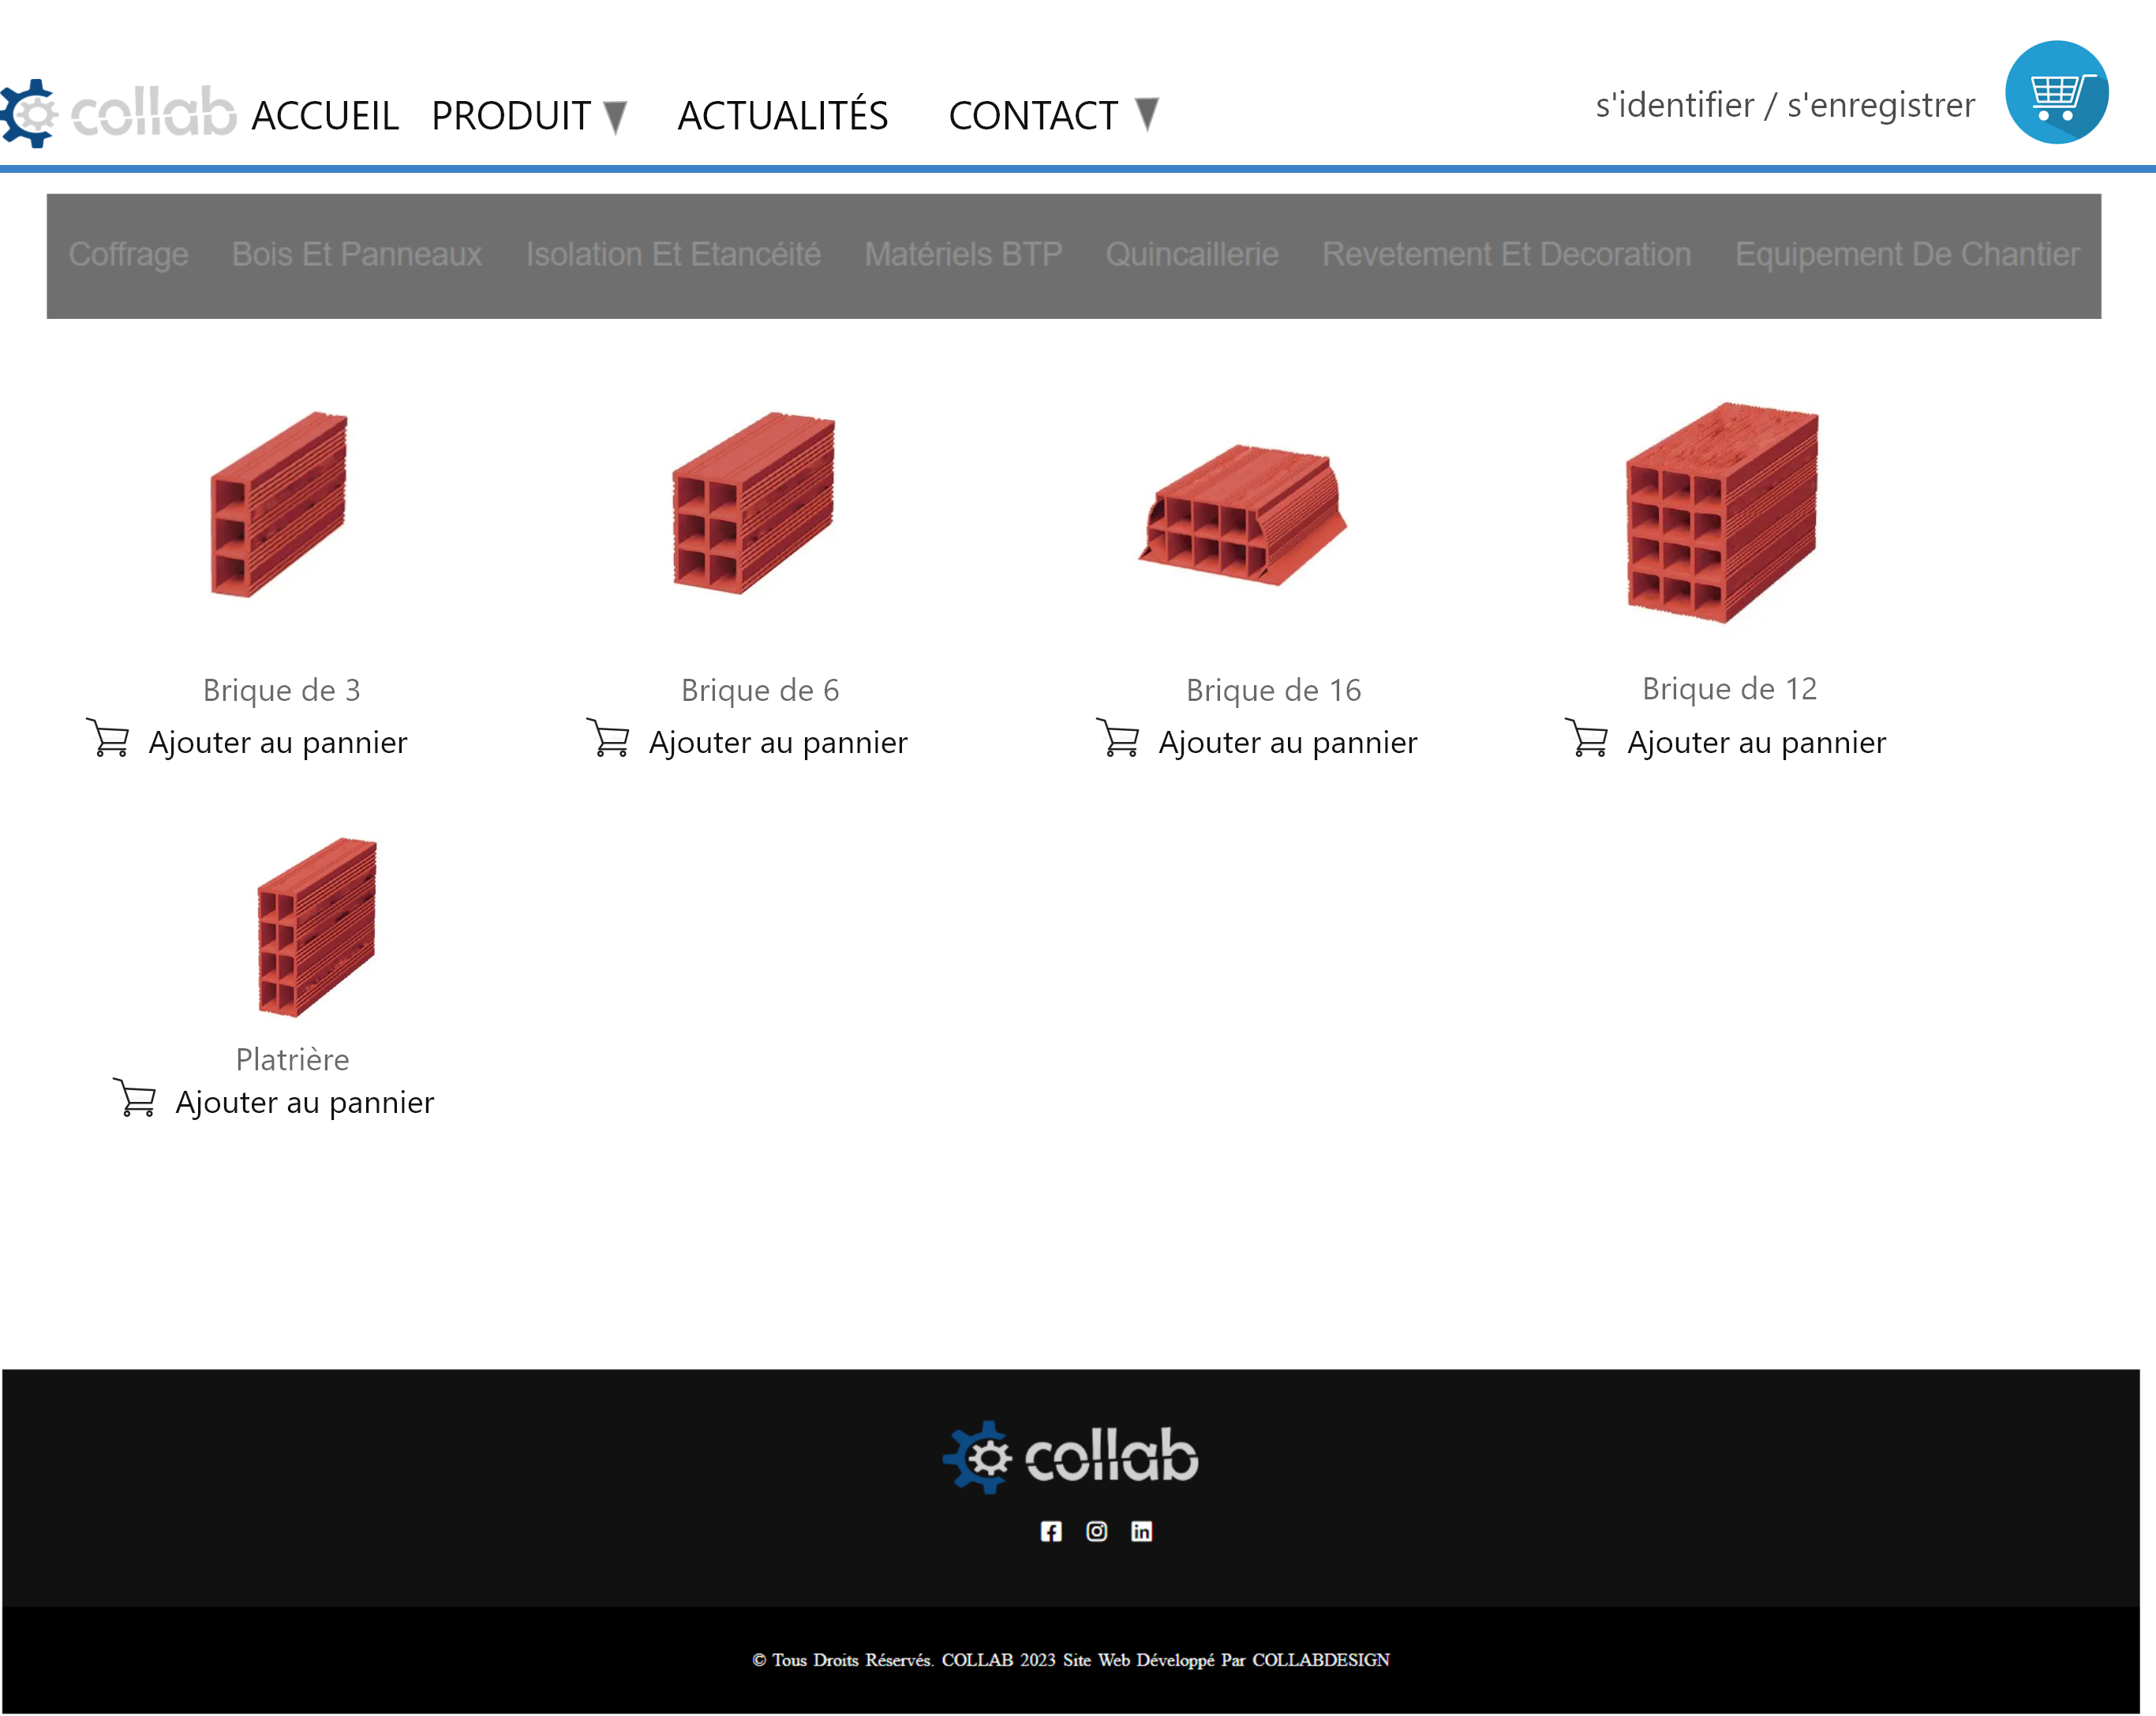 collab ACCUEIL PRODUIT ACTUALITÉS CONTACT s'identifier / s'enregistrer
Coffrage Bois Et Panneaux Isolation Et Etancéité Matériels BTP Quincaillerie Revetement Et Decoration Equipement De Chantier
Brique de 3 Brique de 6 Brique de 16 Brique de 12
Ajouter au pannier Ajouter au pannier Ajouter au pannier Ajouter au pannier
Platrière
Ajouter au pannier
collab
© Tous Droits Réservés. COLLAB 2023 Site Web Développé Par COLLABDESIGN